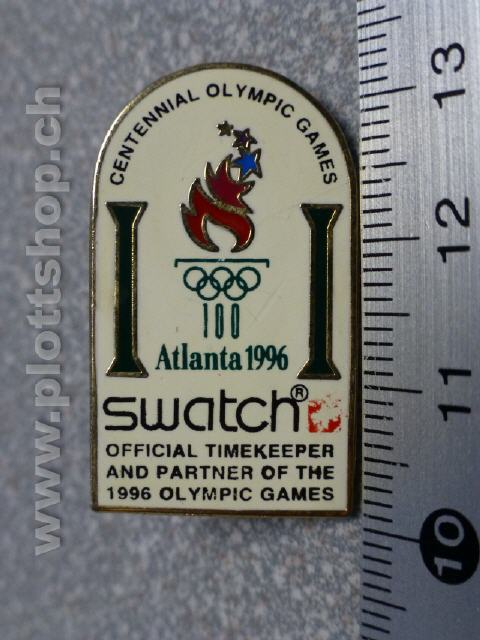 CENTENNIAL OLYMPIC GAMES
100
Atlanta 1996
swatch®
OFFICIAL TIMEKEEPER
AND PARTNER OF THE
1996 OLYMPIC GAMES
13
12
11
10
www.plottshop.ch